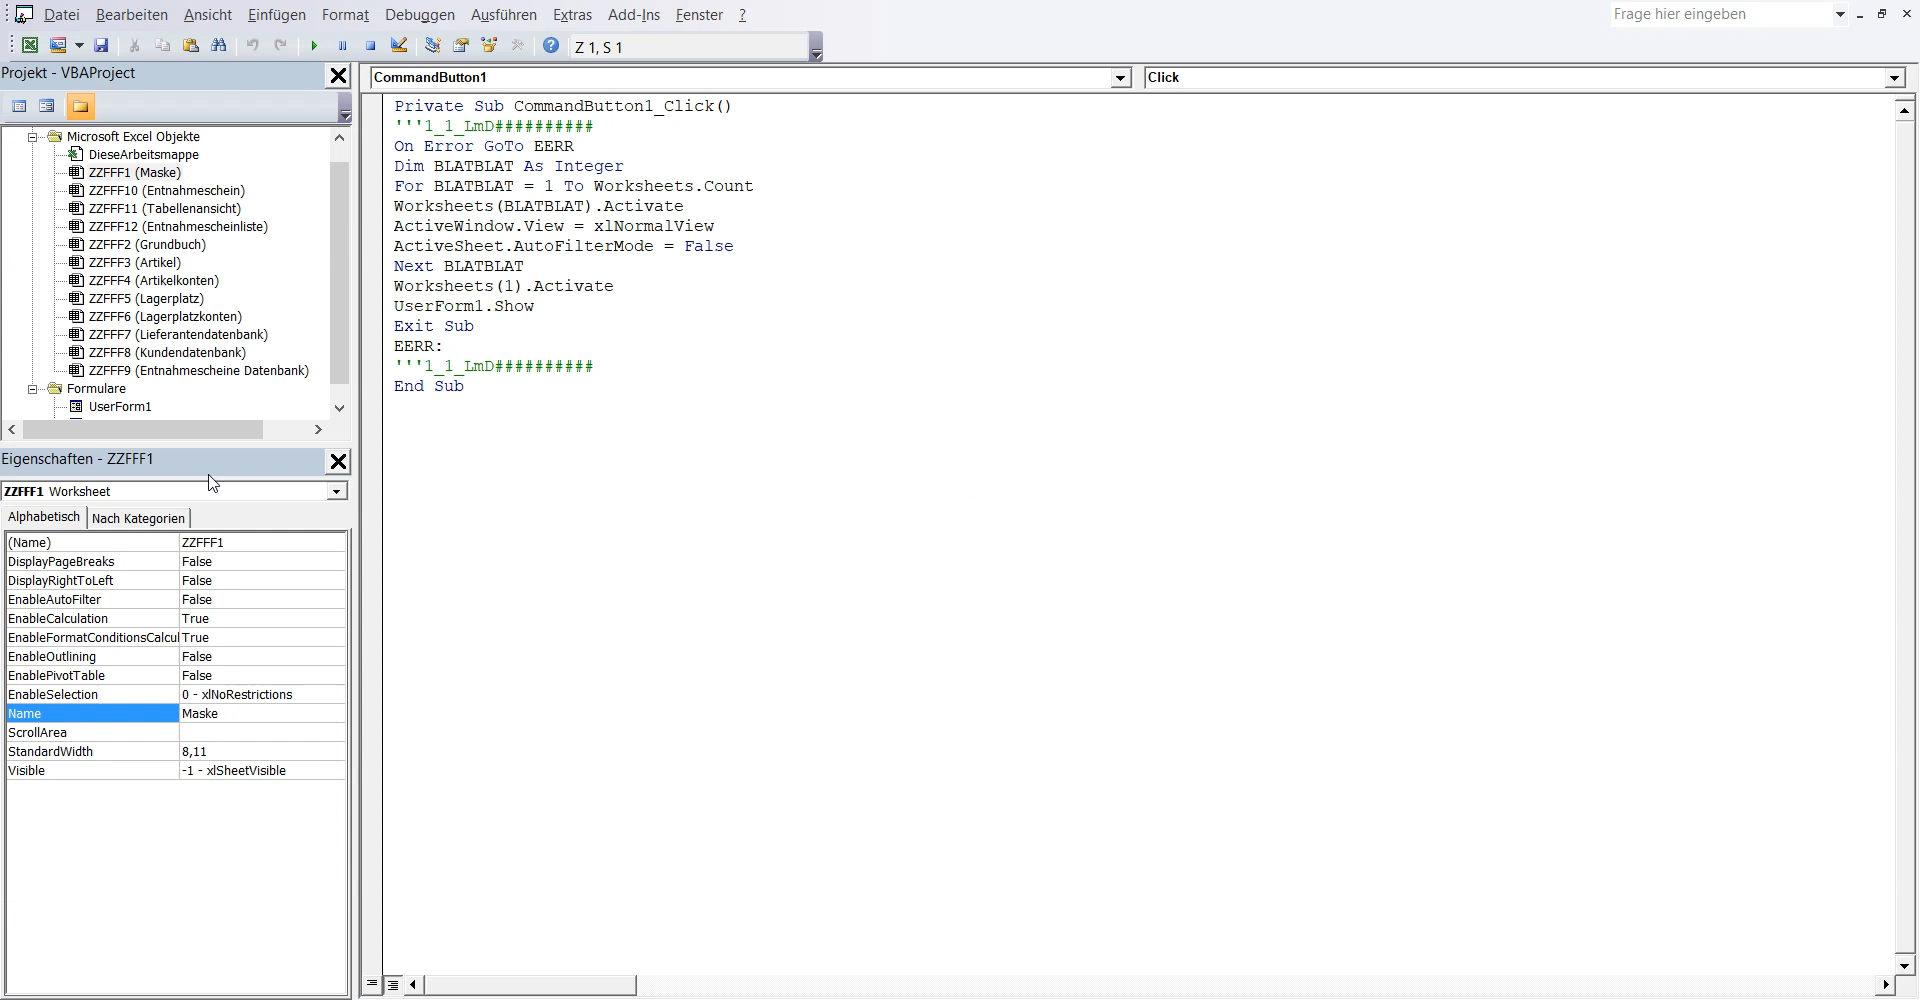 Datei Bearbeiten Ansicht Einfügen Format Debuggen Ausführen Extras Add-Ins Fenster ? Frage hier eingeben
Z 1, S 1
Projekt - VBAProject
Microsoft Excel Objekte
DieseArbeitsmappe
ZZFFF1 (Maske)
ZZFFF10 (Entnahmeschein)
ZZFFF11 (Tabellenansicht)
ZZFFF12 (Entnahmescheinliste)
ZZFFF2 (Grundbuch)
ZZFFF3 (Artikel)
ZZFFF4 (Artikelkonten)
ZZFFF5 (Lagerplatz)
ZZFFF6 (Lagerplatzkonten)
ZZFFF7 (Lieferantendatenbank)
ZZFFF8 (Kundendatenbank)
ZZFFF9 (Entnahmescheine Datenbank)
Formulare
UserForm1
Eigenschaften - ZZFFF1
ZZFFF1 Worksheet
Alphabetisch Nach Kategorien
(Name) ZZFFF1
DisplayPageBreaks False
DisplayRightToLeft False
EnableAutoFilter False
EnableCalculation True
EnableFormatConditionsCalcul True
EnableOutlining False
EnablePivotTable False
EnableSelection 0 - xlNoRestrictions
Name Maske
ScrollArea
StandardWidth 8,11
Visible -1 - xlSheetVisible
CommandButton1 Click
Private Sub CommandButton1_Click()
'''1_1_LmD##########
On Error GoTo EERR
Dim BLATBLAT As Integer
For BLATBLAT = 1 To Worksheets.Count
Worksheets(BLATBLAT).Activate
ActiveWindow.View = xlNormalView
ActiveSheet.AutoFilterMode = False
Next BLATBLAT
Worksheets(1).Activate
UserForm1.Show
Exit Sub
EERR:
'''1_1_LmD##########
End Sub